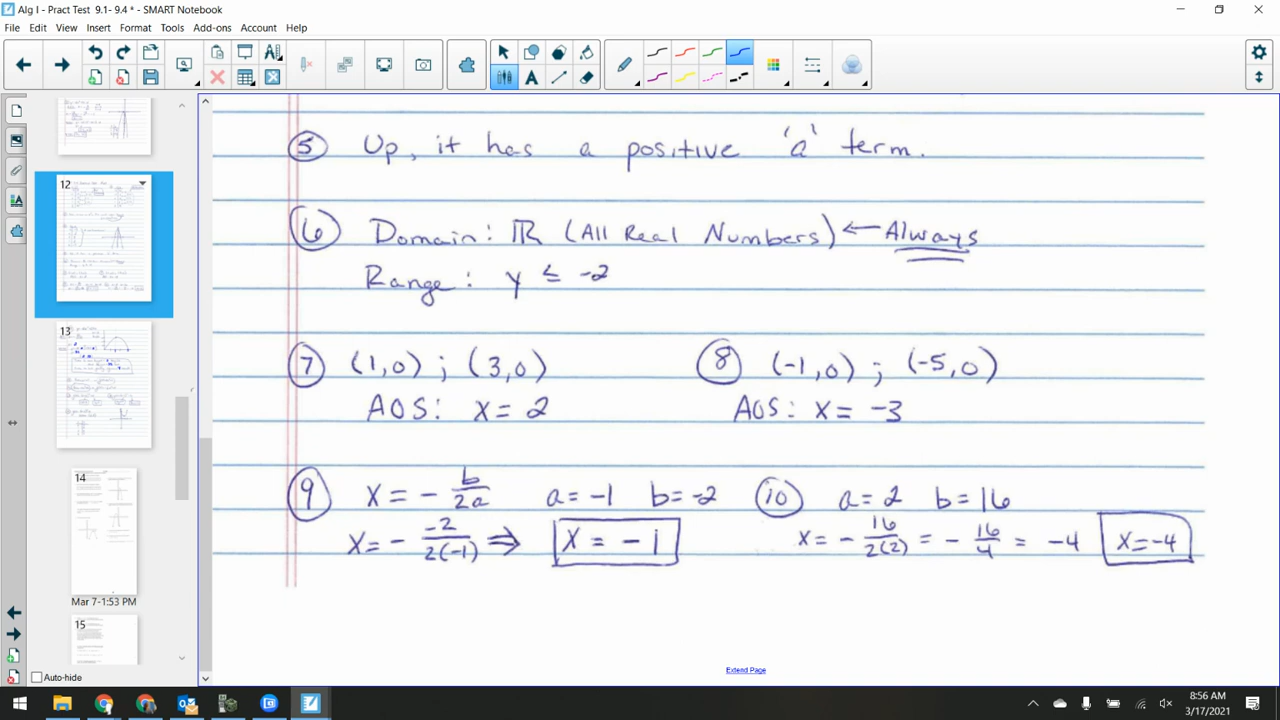 Alg I - Pract Test 9.1- 9.4 * - SMART Notebook
File Edit View Insert Format Tools Add-ons Account Help
5 Up, it has a positive 'a' term.
6 Domain: ℝ (All Real Numbers) ← Always
Range: y ≤ -2
7 (1,0) ; (3,0)
AOS: x = 2
8 (-1,0) ; (-5,0)
AOS: x = -3
9 x = - b/2a a = -1 b = -2
x = - -2/2(-1) ⇒ x = -1
10 a = 2 b = 16
x = - 16/2(2) = - 16/4 = -4 x = -4
12
13
14
Mar 7-1:53 PM
15
Auto-hide
Extend Page
8:56 AM
3/17/2021